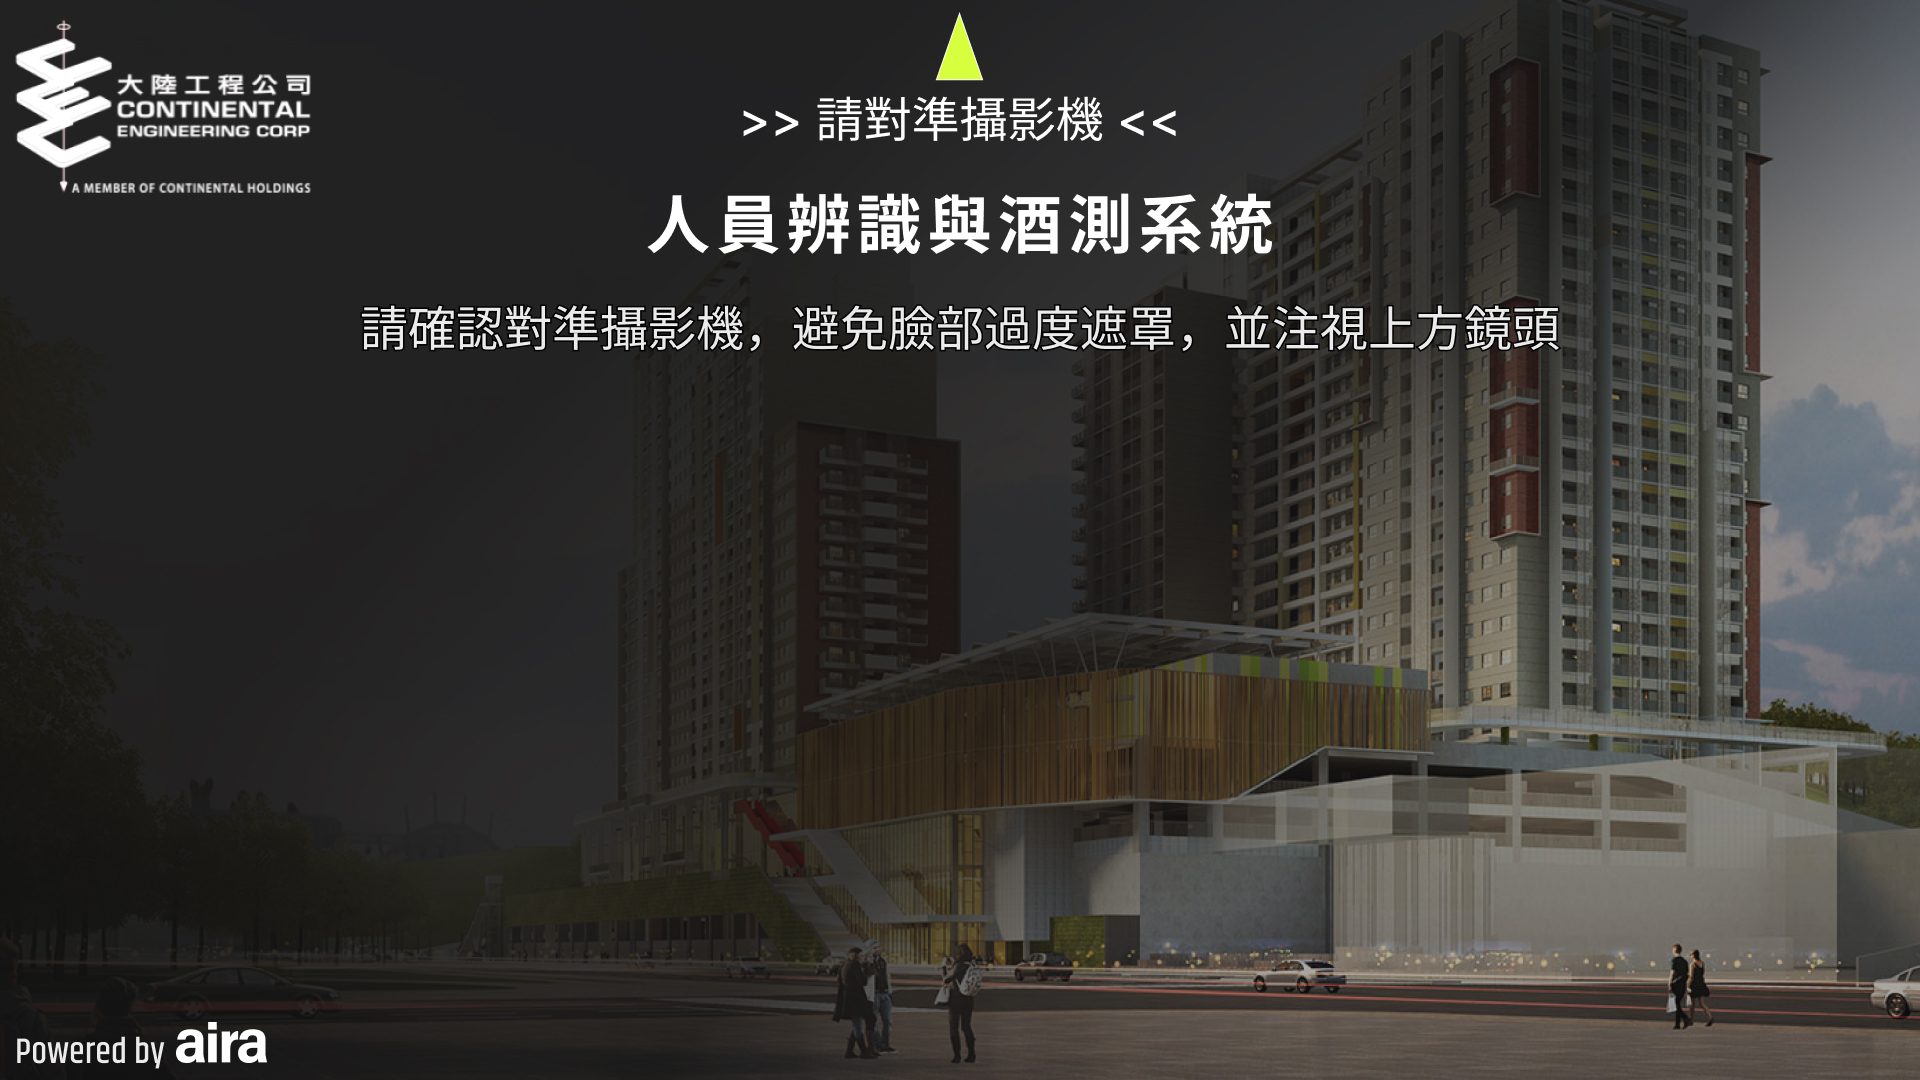 大陸工程公司
CONTINENTAL
ENGINEERING CORP
A MEMBER OF CONTINENTAL HOLDINGS
>> 請對準攝影機 <<
人員辨識與酒測系統
請確認對準攝影機，避免臉部過度遮罩，並注視上方鏡頭
Powered by aira